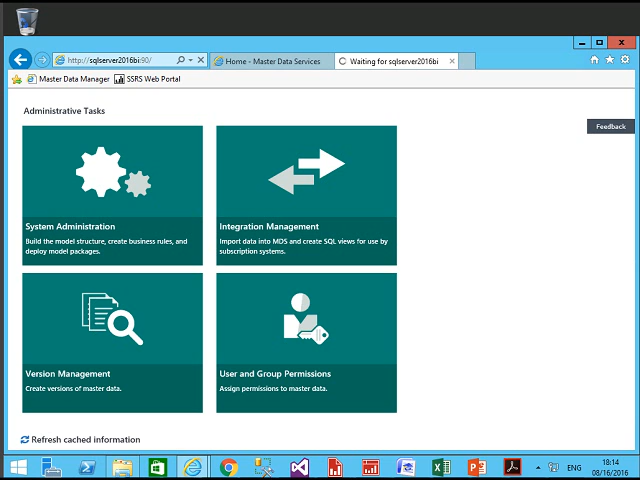 http://sqlserver2016bi:90/
Home - Master Data Services
Waiting for sqlserver2016bi
Master Data Manager
SSRS Web Portal
Administrative Tasks
Feedback
System Administration
Build the model structure, create business rules, and
deploy model packages.
Integration Management
Import data into MDS and create SQL views for use by
subscription systems.
Version Management
Create versions of master data.
User and Group Permissions
Assign permissions to master data.
Refresh cached information
ENG
18:14
08/16/2016